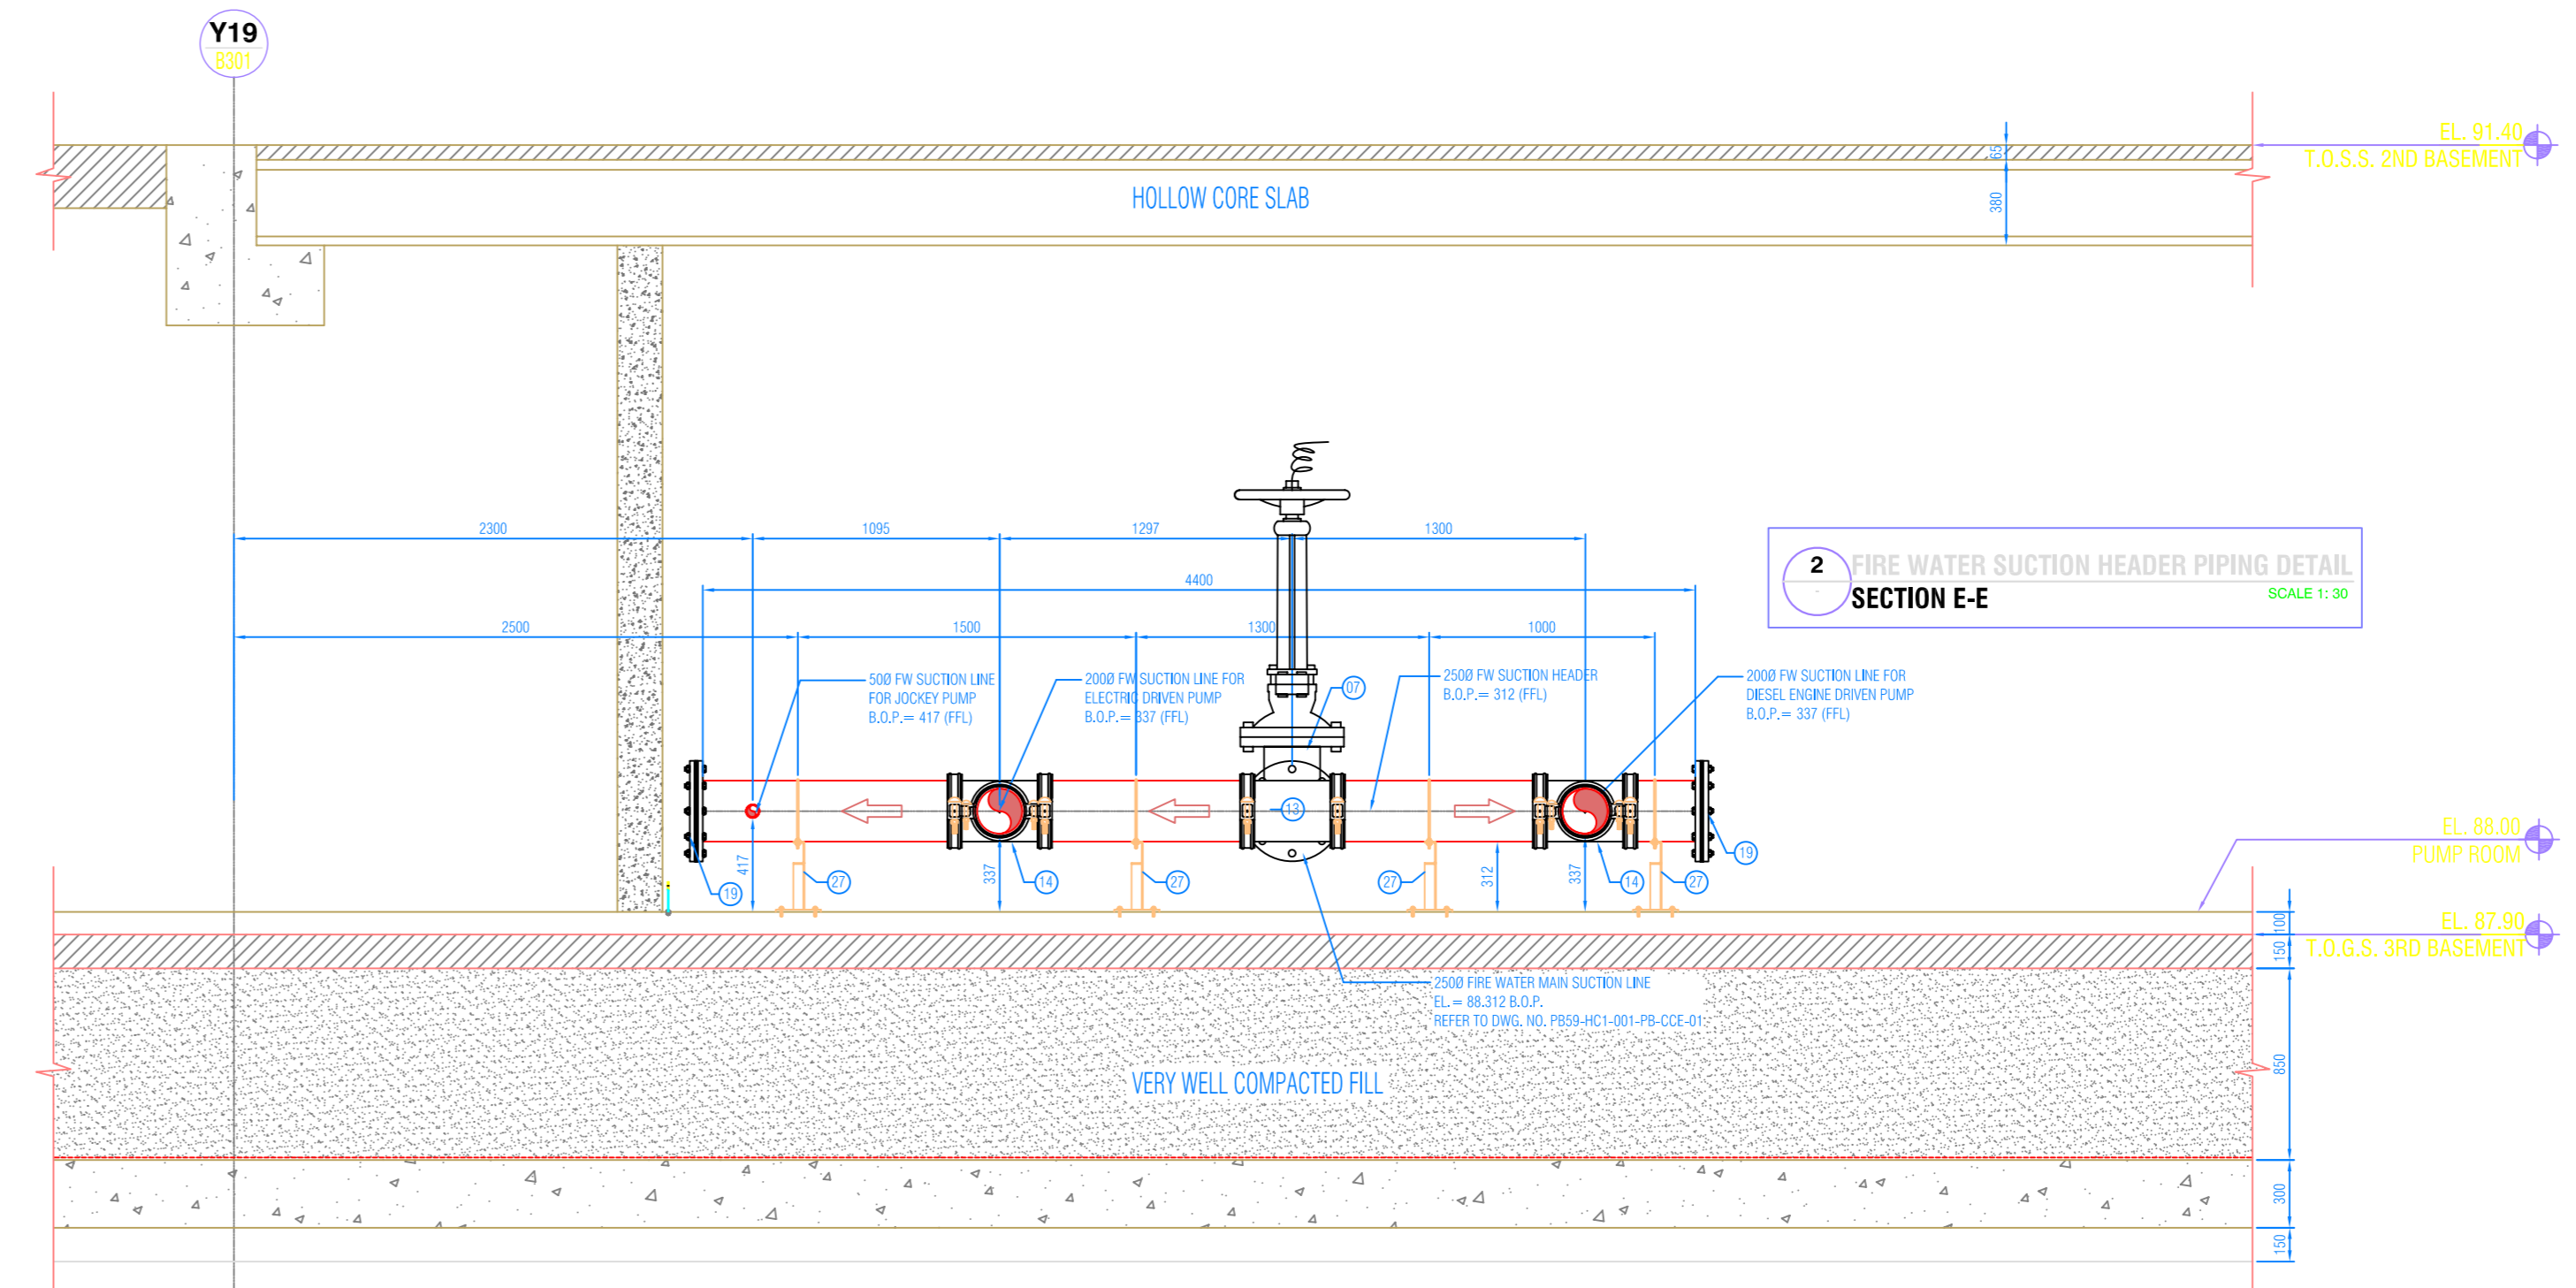 Y19
B301
EL. 91.40
T.O.S.S. 2ND BASEMENT
65
380
HOLLOW CORE SLAB
2300
1095
1297
1300
4400
2500
1500
1300
1000
2
FIRE WATER SUCTION HEADER PIPING DETAIL
-
SECTION E-E
SCALE 1: 30
50Ø FW SUCTION LINE
FOR JOCKEY PUMP
B.O.P.= 417 (FFL)
200Ø FW SUCTION LINE FOR
ELECTRIC DRIVEN PUMP
B.O.P.= 337 (FFL)
07
250Ø FW SUCTION HEADER
B.O.P.= 312 (FFL)
200Ø FW SUCTION LINE FOR
DIESEL ENGINE DRIVEN PUMP
B.O.P.= 337 (FFL)
13
417
337
312
337
19
27
14
27
27
14
27
19
EL. 88.00
PUMP ROOM
100
EL. 87.90
T.O.G.S. 3RD BASEMENT
150
250Ø FIRE WATER MAIN SUCTION LINE
EL.= 88.312 B.O.P.
REFER TO DWG. NO. PB59-HC1-001-PB-CCE-01
VERY WELL COMPACTED FILL
850
300
150